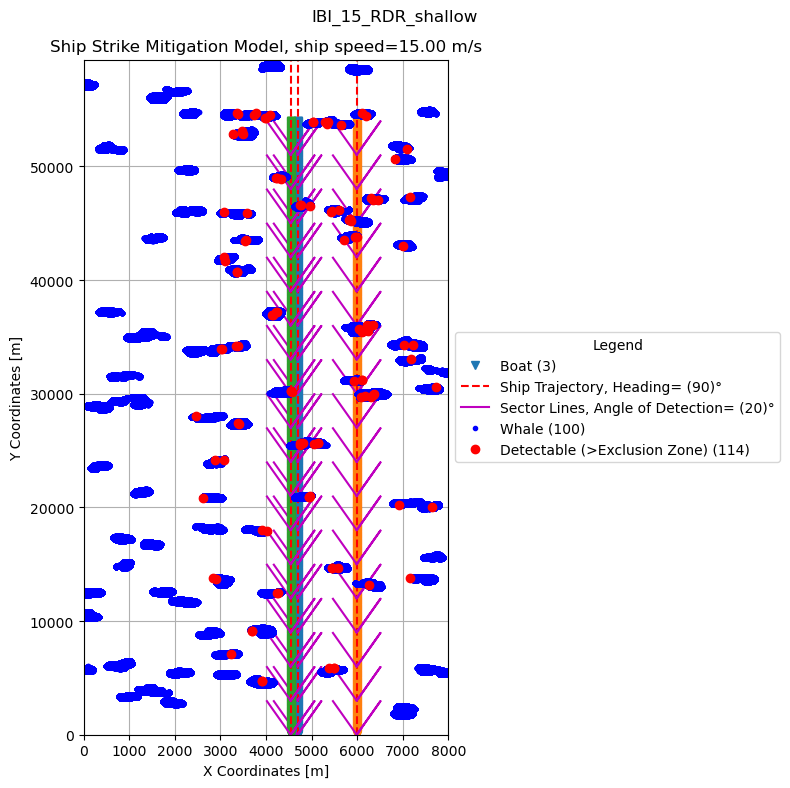 IBI_15_RDR_shallow
Ship Strike Mitigation Model, ship speed=15.00 m/s
50000
40000
30000
20000
10000
0
Y Coordinates [m]
0 1000 2000 3000 4000 5000 6000 7000 8000
X Coordinates [m]
Legend
Boat (3)
Ship Trajectory, Heading= (90)°
Sector Lines, Angle of Detection= (20)°
Whale (100)
Detectable (>Exclusion Zone) (114)